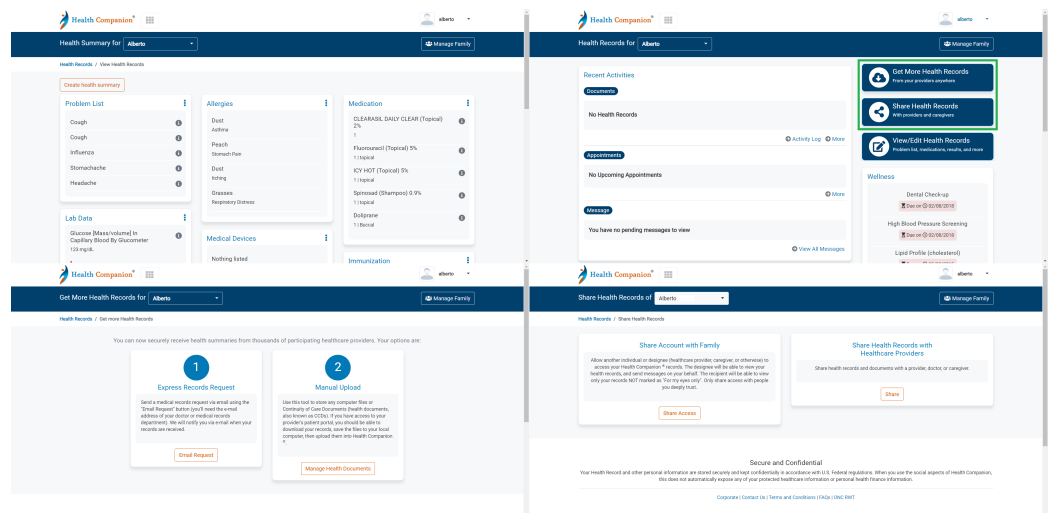 Health Companion®
alberto
Health Summary for Alberto
Manage Family
Health Records / View Health Records
Create health summary
Problem List
Cough
Cough
Influenza
Stomachache
Headache
Lab Data
Glucose [Mass/volume] In
Capillary Blood By Glucometer
123 mg/dL
Allergies
Dust
Asthma
Peach
Stomach Pain
Dust
Itching
Grasses
Respiratory Distress
Medical Devices
Nothing listed
Medication
CLEARASIL DAILY CLEAR (Topical)
2%
1
Fluorouracil (Topical) 5%
1 | topical
ICY HOT (Topical) 5%
1 | topical
Spinosad (Shampoo) 0.9%
1 | topical
Doliprane
1 | Buccal
Immunization
Health Companion®
alberto
Health Records for Alberto
Manage Family
Recent Activities
Documents
No Health Records
Activity Log More
Appointments
No Upcoming Appointments
More
Message
You have no pending messages to view
View All Messages
Get More Health Records
From your providers anywhere
Share Health Records
With providers and caregivers
View/Edit Health Records
Problem list, medications, results, and more
Wellness
Dental Check-up
Due on 02/08/2018
High Blood Pressure Screening
Due on 02/08/2018
Lipid Profile (cholesterol)
Health Companion®
alberto
Get More Health Records for Alberto
Manage Family
Health Records / Get more Health Records
You can now securely receive health summaries from thousands of participating healthcare providers. Your options are:
1
Express Records Request
Send a medical records request via email using the
"Email Request" button (you'll need the e-mail
address of your doctor or medical records
department). We will notify you via e-mail when your
records are received.
Email Request
2
Manual Upload
Use this tool to store any computer files or
Continuity of Care Documents (health documents,
also known as CCDs). If you have access to your
provider's patient portal, you should be able to
download your records, save the files to your local
computer, then upload them into Health Companion
®.
Manage Health Documents
Health Companion®
alberto
Share Health Records of Alberto
Manage Family
Health Records / Share Health Records
Share Account with Family
Allow another individual or designee (healthcare provider, caregiver, or otherwise) to
access your Health Companion ® records. The designee will be able to view your
health records, and send messages on your behalf. The recipient will be able to view
only your records NOT marked as "For my eyes only". Only share access with people
you deeply trust.
Share Access
Share Health Records with
Healthcare Providers
Share health records and documents with a provider, doctor, or caregiver.
Share
Secure and Confidential
Your Health Record and other personal information are stored securely and kept confidentially in accordance with U.S. Federal regulations. When you use the social aspects of Health Companion,
this does not automatically expose any of your protected healthcare information or personal health finance information.
Corporate | Contact Us | Terms and Conditions | FAQs | ONC RWT